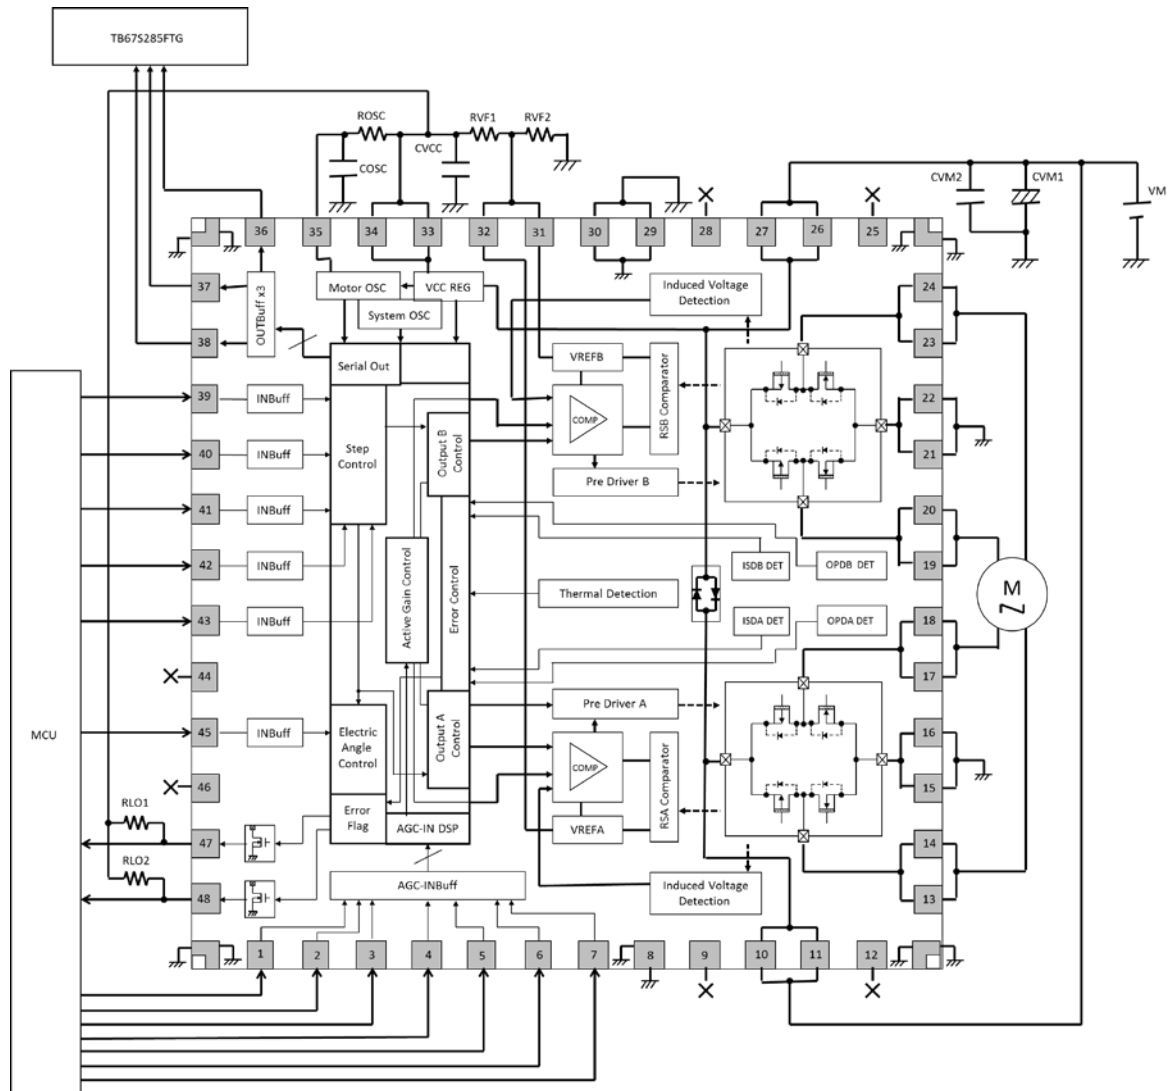 TB67S285FTG
ROSC
RVF1
RVF2
COSC
CVCC
CVM2
CVM1
VM
36
35
34
33
32
31
30
29
28
27
26
25
37
38
OUTBuff x3
Motor OSC
VCC REG
System OSC
Induced Voltage
Detection
24
23
Serial Out
VREFB
RSB Comparator
COMP
39
INBuff
22
40
INBuff
Step
Control
Output B
Control
21
Pre Driver B
41
INBuff
20
42
INBuff
Active Gain Control
Error Control
ISDB DET
OPDB DET
19
Thermal Detection
M
43
INBuff
ISDA DET
OPDA DET
18
44
17
MCU
45
INBuff
Electric
Angle
Control
Output A
Control
Pre Driver A
16
COMP
RSA Comparator
46
15
RLO1
Error
Flag
AGC-IN DSP
VREFA
47
14
RLO2
48
AGC-INBuff
Induced Voltage
Detection
13
1
2
3
4
5
6
7
8
9
10
11
12